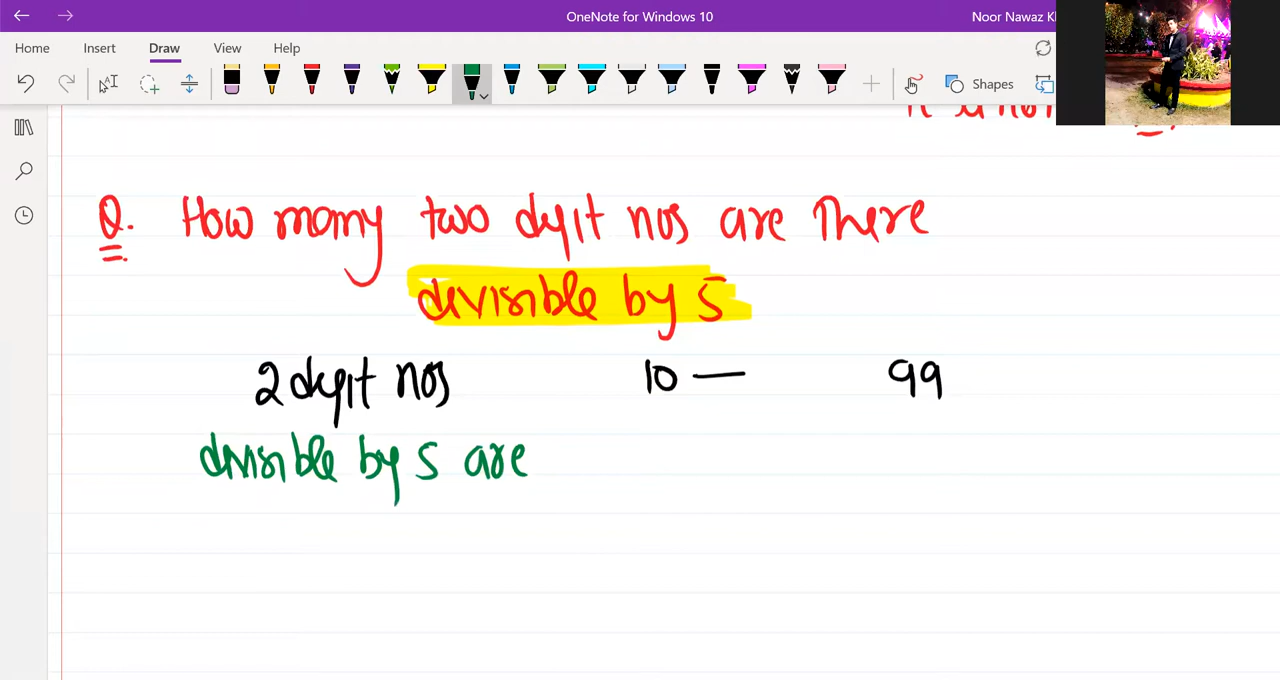 OneNote for Windows 10
Noor Nawaz Kh
Home Insert Draw View Help
Shapes
Q. How many two digit nos are there
divisible by 5
2 digit nos 10 — 99
divisible by 5 are